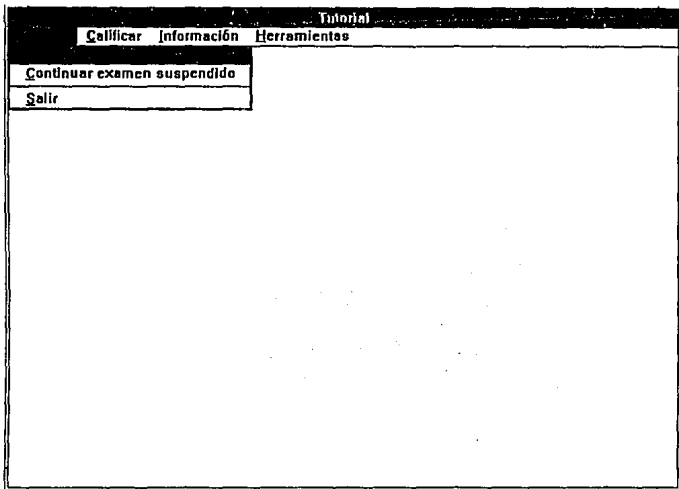 Tutorial
Calificar Información Herramientas
Continuar examen suspendido
Salir